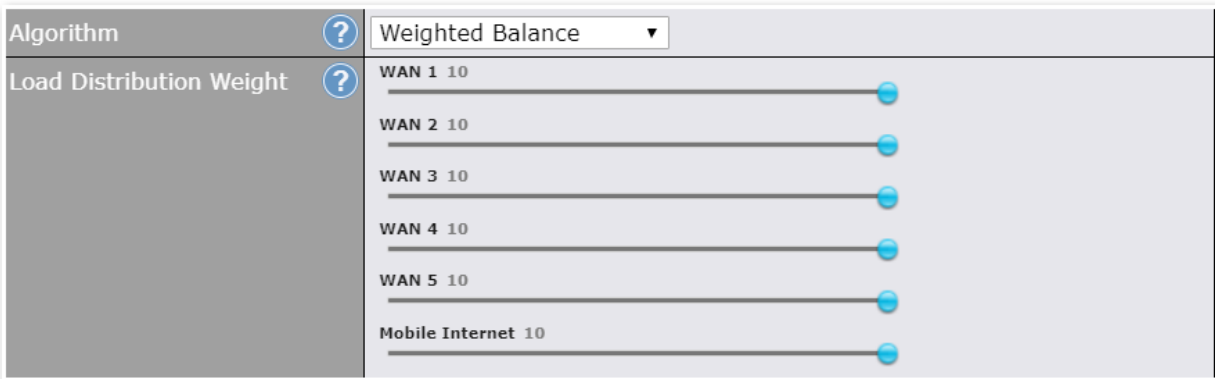 Algorithm ? Weighted Balance
Load Distribution Weight ? WAN 1 10
WAN 2 10
WAN 3 10
WAN 4 10
WAN 5 10
Mobile Internet 10